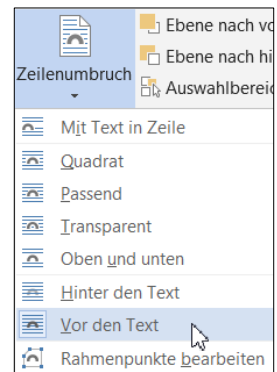 Ebene nach vo
Ebene nach hi
Zeilenumbruch
Auswahlbereic
Mit Text in Zeile
Quadrat
Passend
Transparent
Oben und unten
Hinter den Text
Vor den Text
Rahmenpunkte bearbeiten